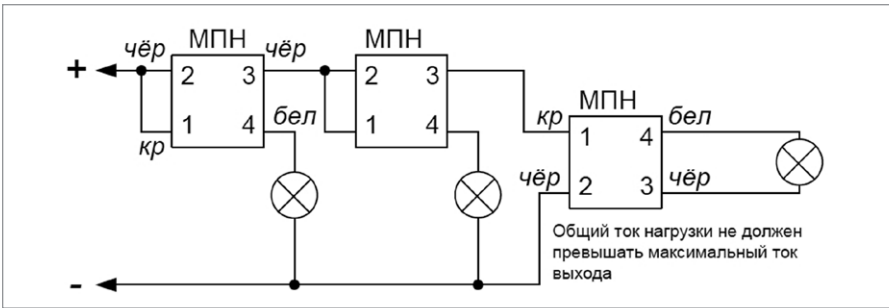 МПН МПН
чёр чёр
+ 2 3 2 3
МПН
1 4 бел 1 4 кр 1 4 бел
кр
чёр 2 3 чёр
Общий ток нагрузки не должен
превышать максимальный ток
выхода
-